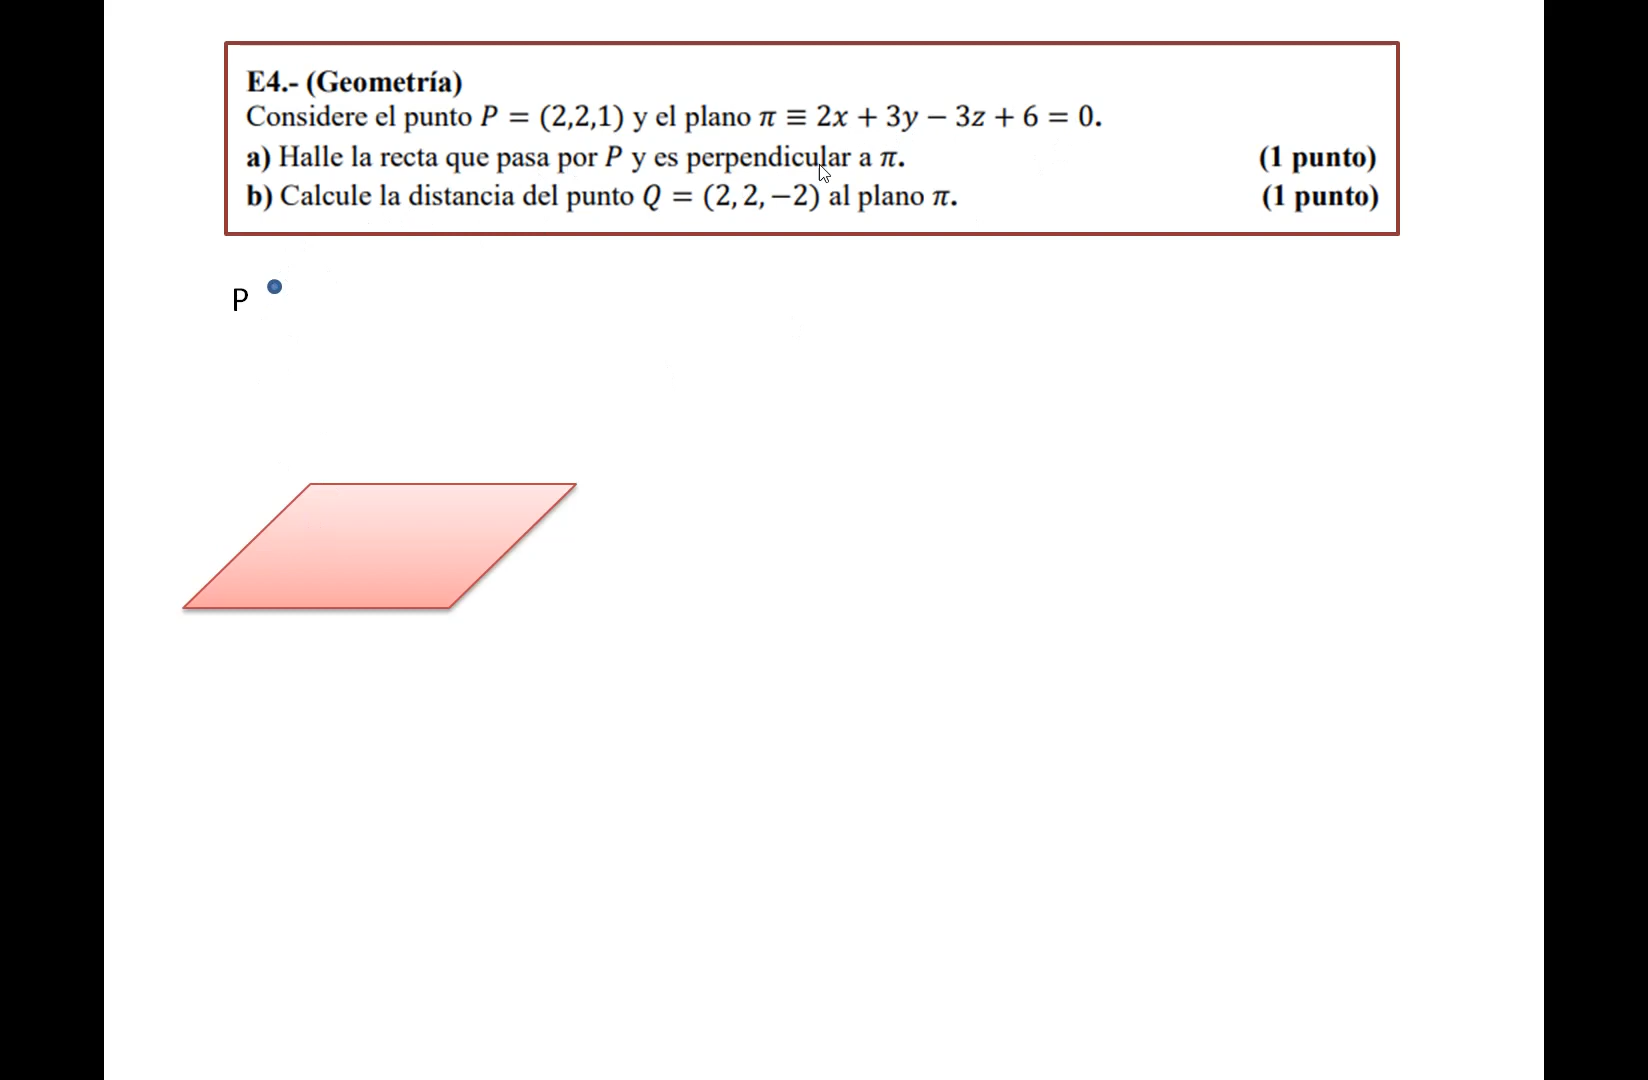 E4.- (Geometría)
Considere el punto P = (2,2,1) y el plano π ≡ 2x + 3y − 3z + 6 = 0.
a) Halle la recta que pasa por P y es perpendicular a π. (1 punto)
b) Calcule la distancia del punto Q = (2, 2, −2) al plano π. (1 punto)
P